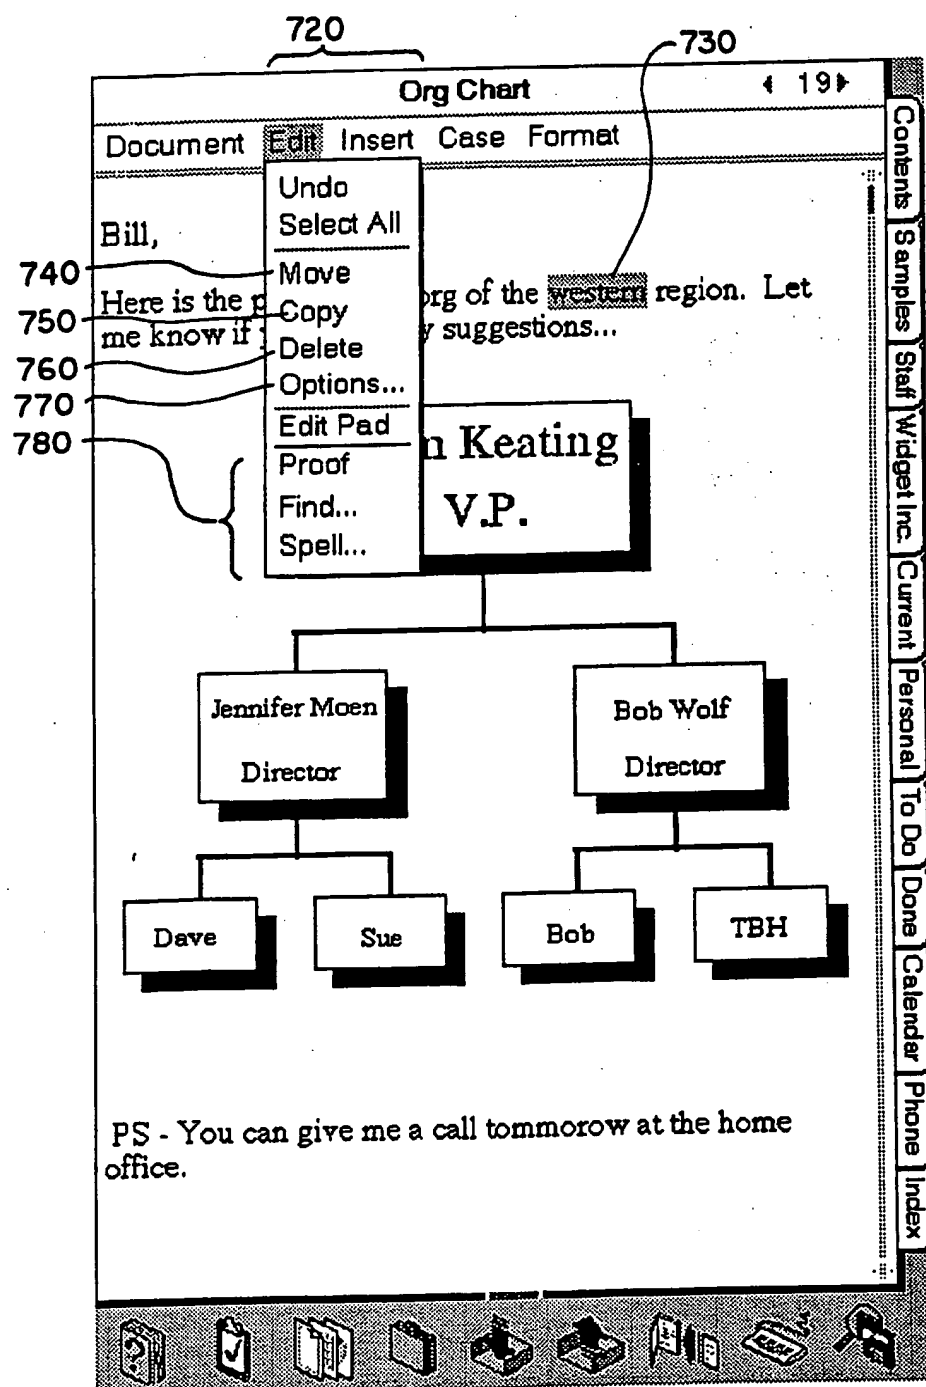 720
730
Org Chart
19
Document Edit Insert Case Format
Undo
Select All
Bill,
740
Move
Here is the p org of the western region. Let
750
Copy
me know if y suggestions...
760
Delete
770
Options...
780
Edit Pad
Proof
n Keating
Find...
V.P.
Spell...
Jennifer Moen
Director
Bob Wolf
Director
Dave
Sue
Bob
TBH
PS - You can give me a call tommorow at the home
office.
Contents
Samples
Staff
Widget Inc.
Current
Personal
To Do
Done
Calendar
Phone
Index
?